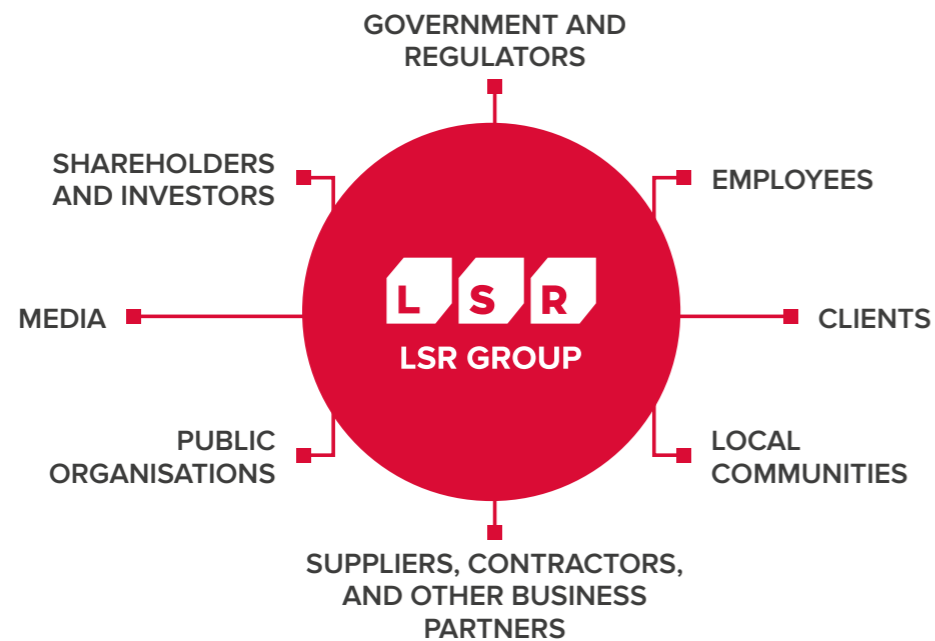 GOVERNMENT AND
REGULATORS
SHAREHOLDERS
AND INVESTORS
EMPLOYEES
LSR
LSR GROUP
MEDIA
CLIENTS
PUBLIC
ORGANISATIONS
LOCAL
COMMUNITIES
SUPPLIERS, CONTRACTORS,
AND OTHER BUSINESS
PARTNERS